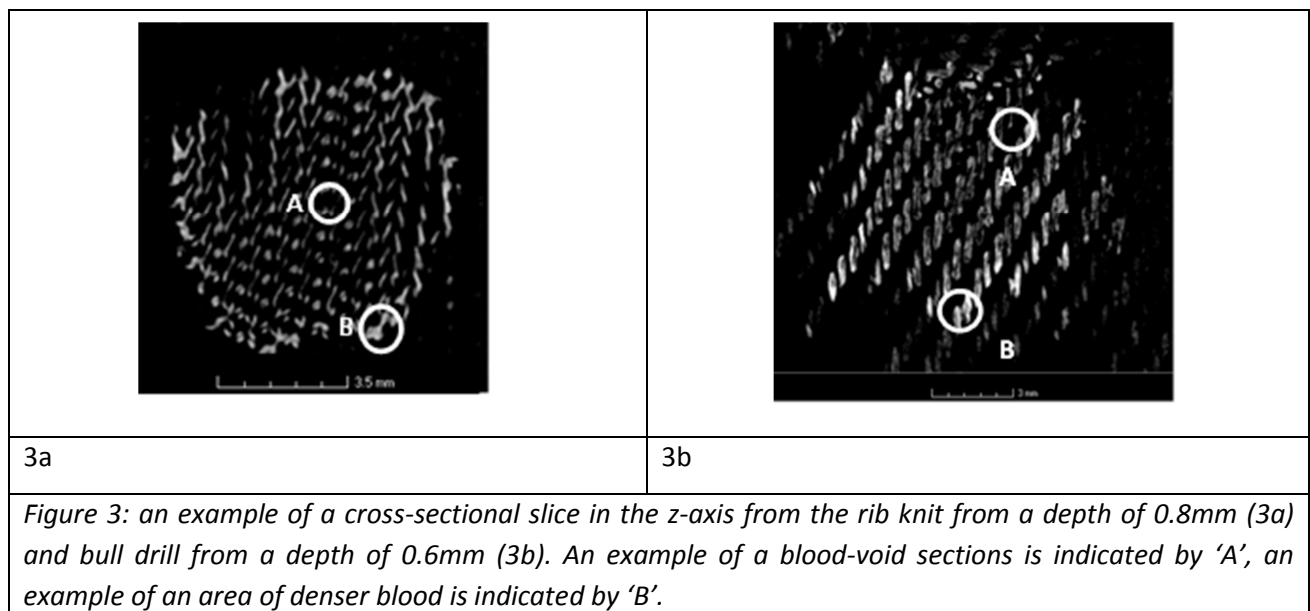 A
B
3.5 mm
A
B
3 mm
3a
3b
Figure 3: an example of a cross-sectional slice in the z-axis from the rib knit from a depth of 0.8mm (3a)
and bull drill from a depth of 0.6mm (3b). An example of a blood-void sections is indicated by ‘A’, an
example of an area of denser blood is indicated by ‘B’.